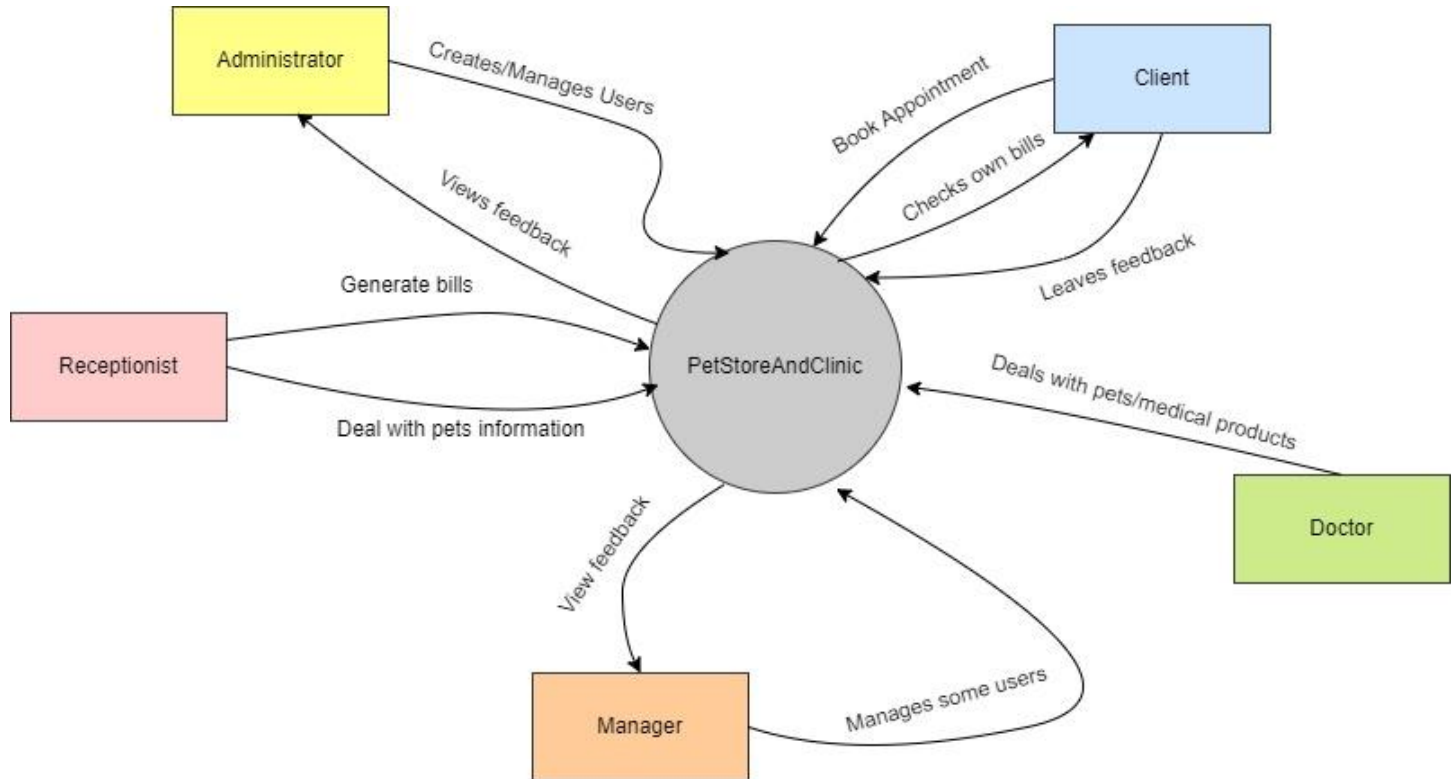 Administrator
Creates/Manages Users
Client
Book Appointment
Checks own bills
Views feedback
Leaves feedback
Generate bills
Receptionist
PetStoreAndClinic
Deal with pets information
Deals with pets/medical products
Doctor
View feedback
Manages some users
Manager